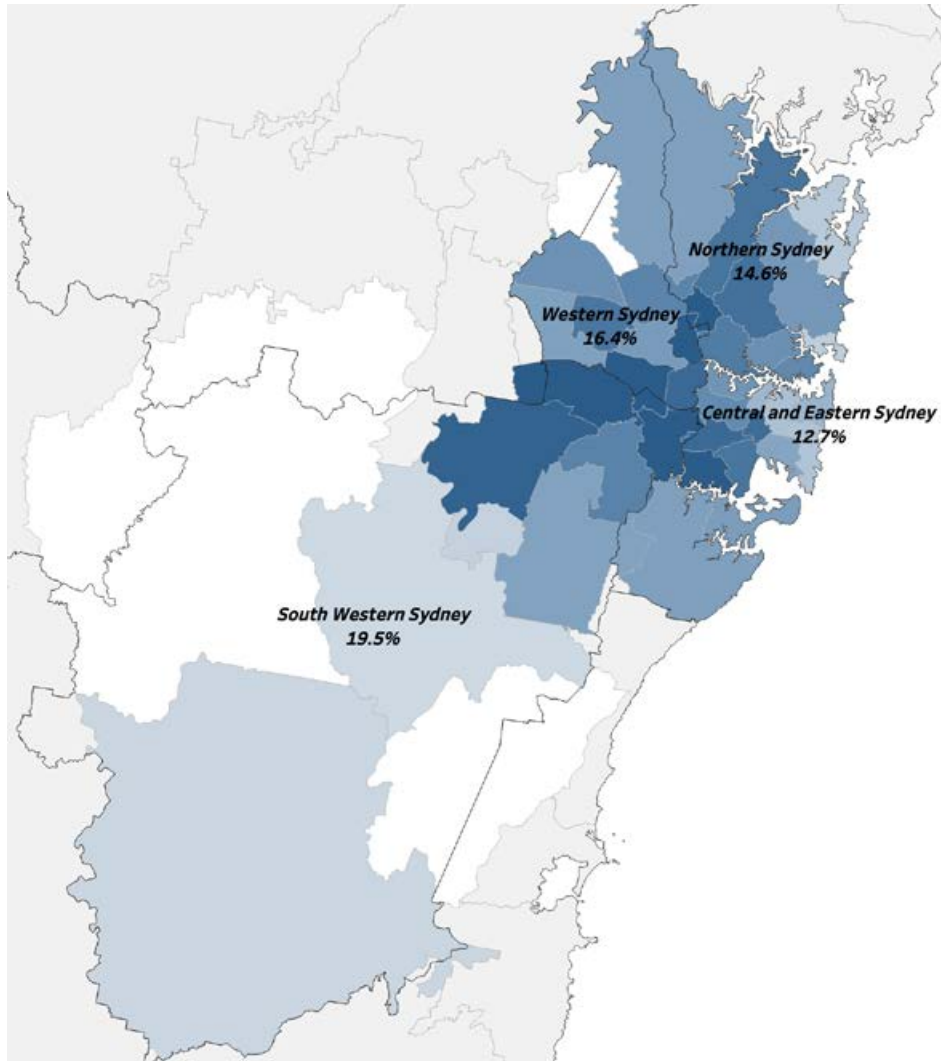 Northern Sydney
14.6%
Western Sydney
16.4%
Central and Eastern Sydney
12.7%
South Western Sydney
19.5%